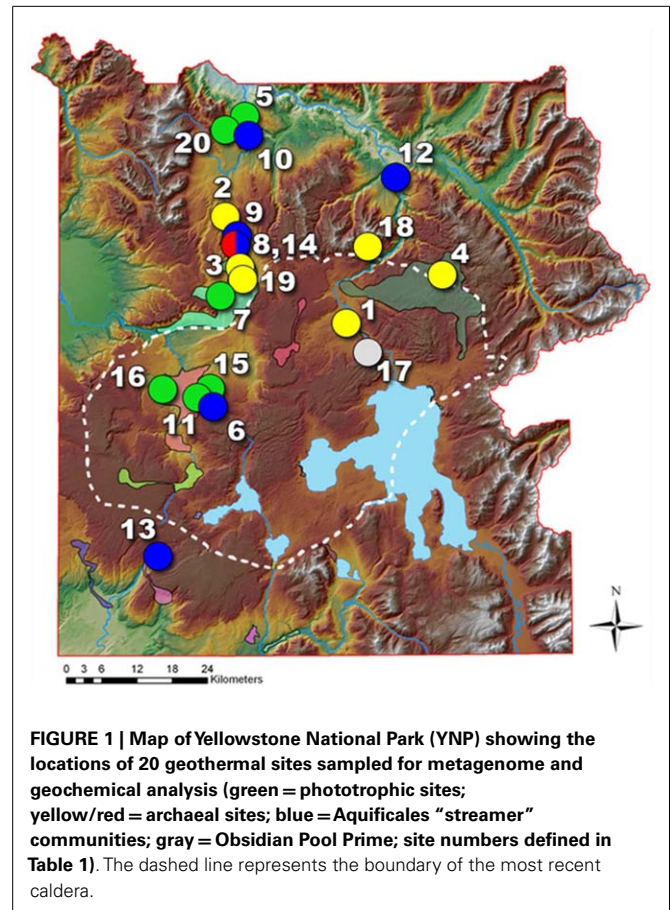 5
20
10
12
2
9
8,14
18
3
4
19
7
1
17
16
15
11
6
13
N
0 3 6 12 18 24
Kilometers
FIGURE 1 | Map of Yellowstone National Park (YNP) showing the
locations of 20 geothermal sites sampled for metagenome and
geochemical analysis (green = phototrophic sites;
yellow/red = archaeal sites; blue = Aquificales “streamer”
communities; gray = Obsidian Pool Prime; site numbers defined in
Table 1). The dashed line represents the boundary of the most recent
caldera.